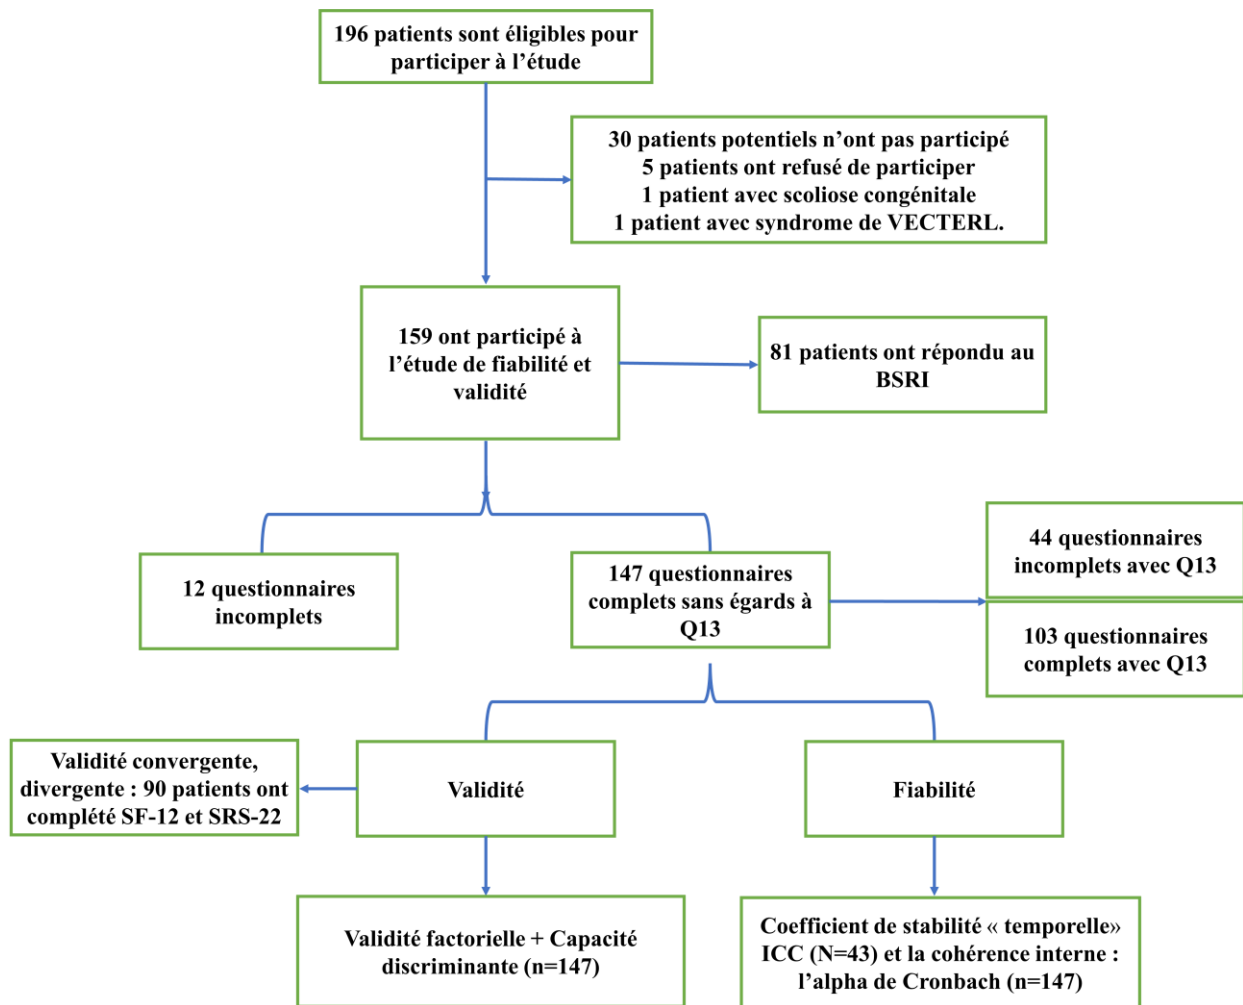 196 patients sont éligibles pour
participer à l’étude
30 patients potentiels n’ont pas participé
5 patients ont refusé de participer
1 patient avec scoliose congénitale
1 patient avec syndrome de VECTERL.
159 ont participé à
l’étude de fiabilité et
validité
81 patients ont répondu au
BSRI
12 questionnaires
incomplets
147 questionnaires
complets sans égards à
Q13
44 questionnaires
incomplets avec Q13
103 questionnaires
complets avec Q13
Validité convergente,
divergente : 90 patients ont
complété SF-12 et SRS-22
Validité
Fiabilité
Validité factorielle + Capacité
discriminante (n=147)
Coefficient de stabilité « temporelle»
ICC (N=43) et la cohérence interne :
l’alpha de Cronbach (n=147)